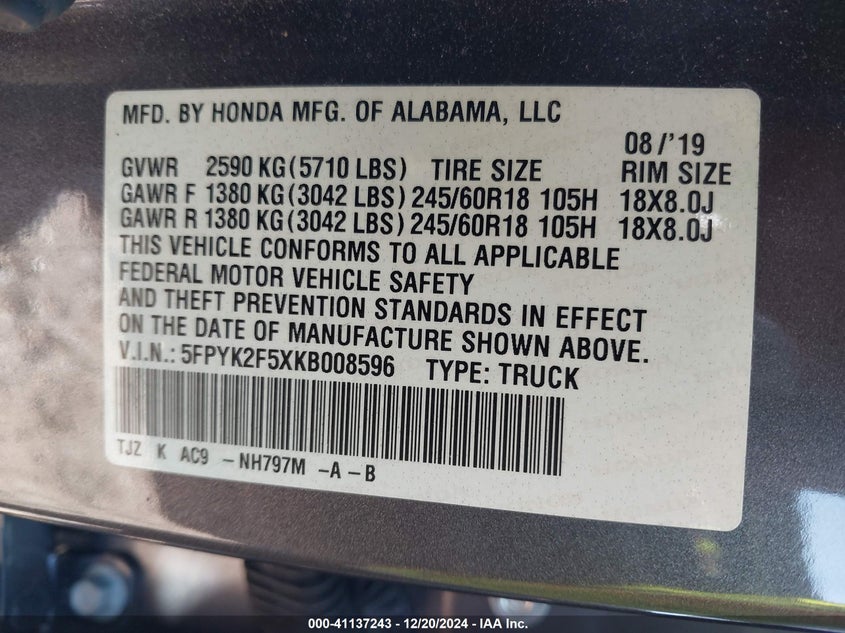 MFD. BY HONDA MFG. OF ALABAMA, LLC
08/'19
GVWR 2590 KG(5710 LBS) TIRE SIZE RIM SIZE
GAWR F 1380 KG(3042 LBS) 245/60R18 105H 18X8.0J
GAWR R 1380 KG(3042 LBS) 245/60R18 105H 18X8.0J
THIS VEHICLE CONFORMS TO ALL APPLICABLE
FEDERAL MOTOR VEHICLE SAFETY
AND THEFT PREVENTION STANDARDS IN EFFECT
ON THE DATE OF MANUFACTURE SHOWN ABOVE.
V.I.N.: 5FPYK2F5XKB008596 TYPE: TRUCK
TJZ K AC9 -NH797M -A-B
000-41137243 - 12/20/2024 - IAA Inc.